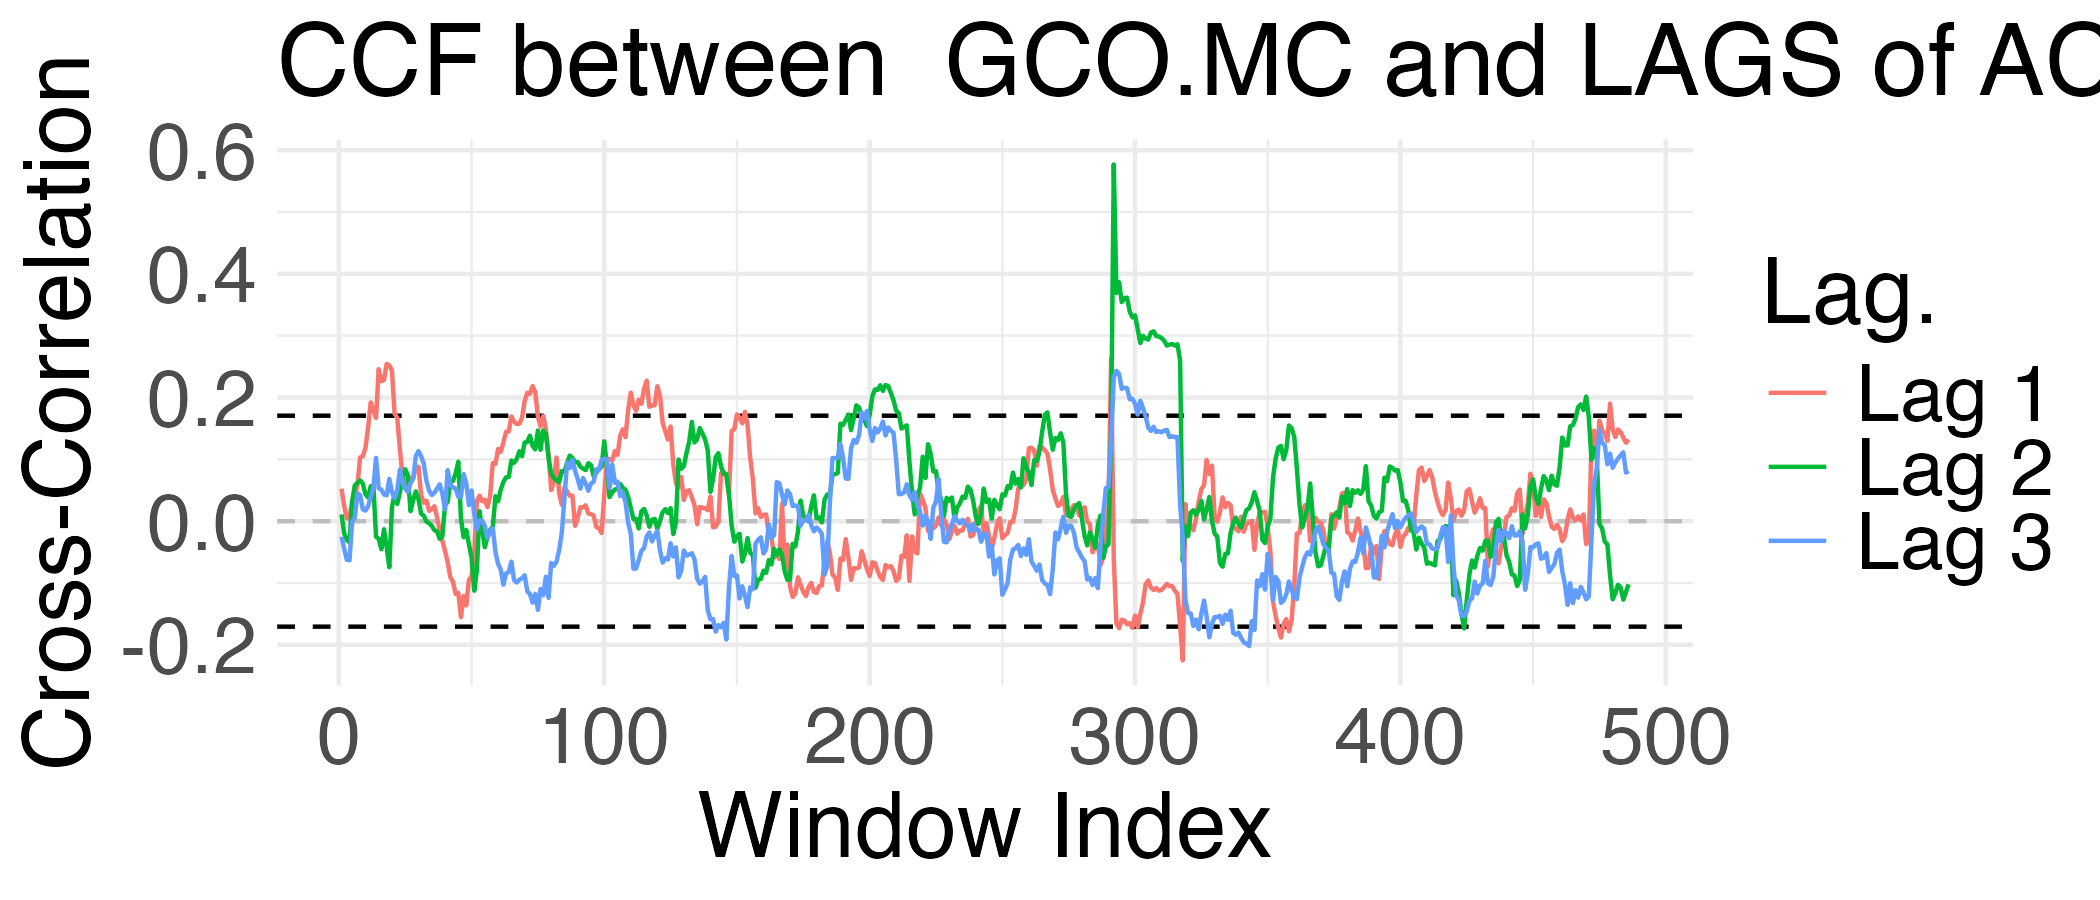 CCF between GCO.MC and LAGS of AC
Cross-Correlation
0.6
0.4
0.2
0.0
-0.2
0 100 200 300 400 500
Window Index
Lag.
Lag 1
Lag 2
Lag 3